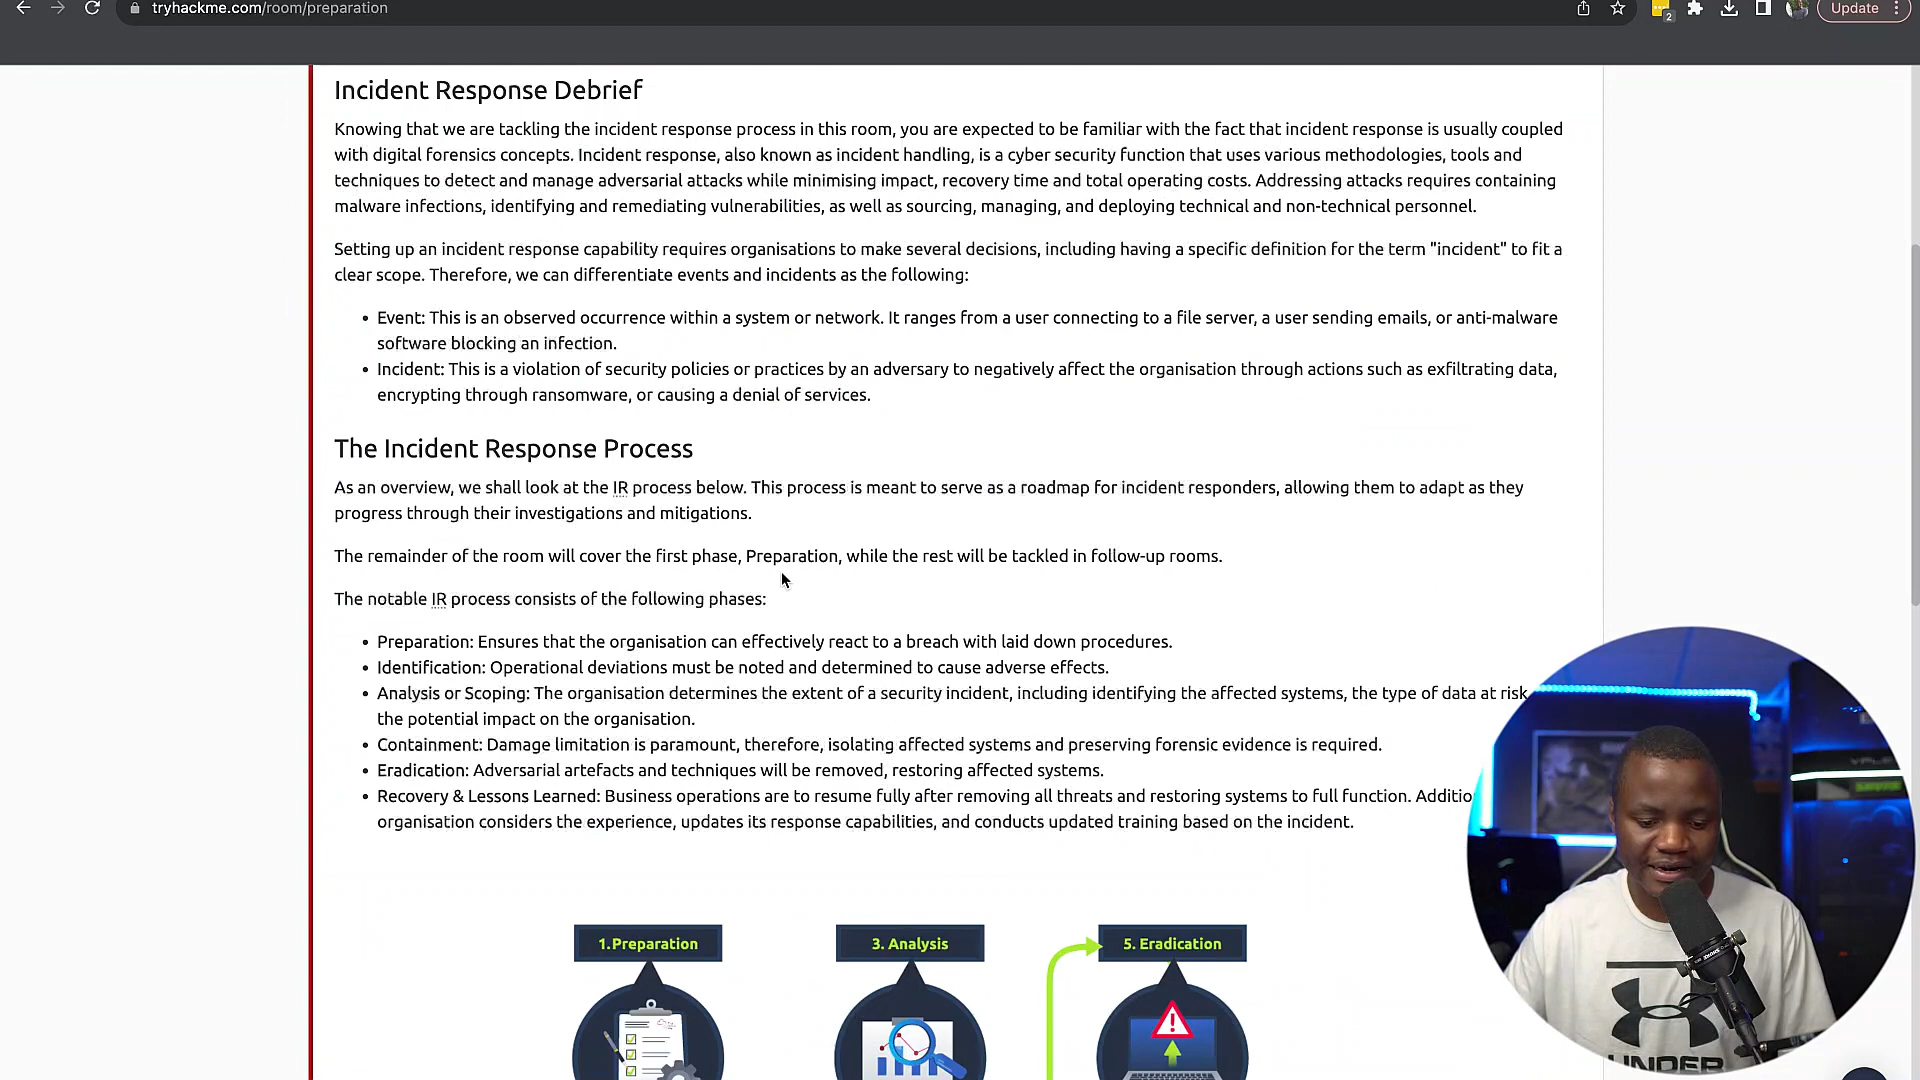 tryhackme.com/room/preparation
Update
2
Incident Response Debrief
Knowing that we are tackling the incident response process in this room, you are expected to be familiar with the fact that incident response is usually coupled
with digital forensics concepts. Incident response, also known as incident handling, is a cyber security function that uses various methodologies, tools and
techniques to detect and manage adversarial attacks while minimising impact, recovery time and total operating costs. Addressing attacks requires containing
malware infections, identifying and remediating vulnerabilities, as well as sourcing, managing, and deploying technical and non-technical personnel.
Setting up an incident response capability requires organisations to make several decisions, including having a specific definition for the term "incident" to fit a
clear scope. Therefore, we can differentiate events and incidents as the following:
• Event: This is an observed occurrence within a system or network. It ranges from a user connecting to a file server, a user sending emails, or anti-malware
software blocking an infection.
• Incident: This is a violation of security policies or practices by an adversary to negatively affect the organisation through actions such as exfiltrating data,
encrypting through ransomware, or causing a denial of services.
The Incident Response Process
As an overview, we shall look at the IR process below. This process is meant to serve as a roadmap for incident responders, allowing them to adapt as they
progress through their investigations and mitigations.
The remainder of the room will cover the first phase, Preparation, while the rest will be tackled in follow-up rooms.
The notable IR process consists of the following phases:
• Preparation: Ensures that the organisation can effectively react to a breach with laid down procedures.
• Identification: Operational deviations must be noted and determined to cause adverse effects.
• Analysis or Scoping: The organisation determines the extent of a security incident, including identifying the affected systems, the type of data at risk
the potential impact on the organisation.
• Containment: Damage limitation is paramount, therefore, isolating affected systems and preserving forensic evidence is required.
• Eradication: Adversarial artefacts and techniques will be removed, restoring affected systems.
• Recovery & Lessons Learned: Business operations are to resume fully after removing all threats and restoring systems to full function. Additio
organisation considers the experience, updates its response capabilities, and conducts updated training based on the incident.
1.Preparation
3. Analysis
5. Eradication
UNDER